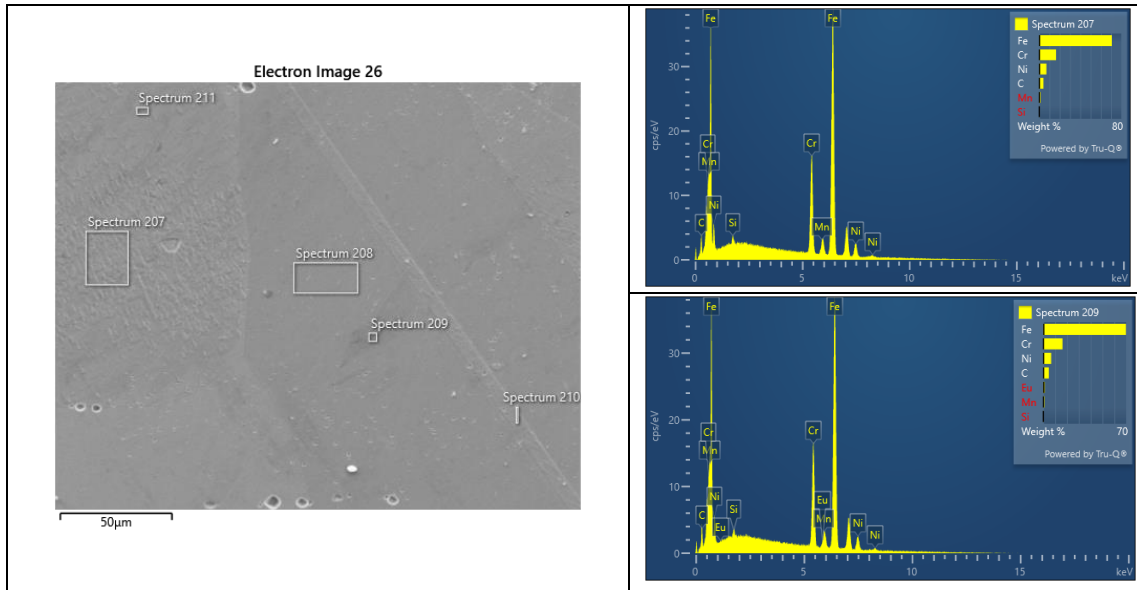 Electron Image 26
Spectrum 211
Spectrum 207
Spectrum 208
Spectrum 209
Spectrum 210
50µm
Fe
Fe
Cr
Mn
Ni
C
Si
Cr
Mn
Ni
Ni
cps/eV
30
20
10
0
0
5
10
15
keV
Spectrum 207
Fe
Cr
Ni
C
Mn
Si
Weight % 80
Powered by Tru-Q®
Fe
Fe
Cr
Mn
Ni
C
Eu
Si
Cr
Eu
Mn
Ni
Ni
cps/eV
30
20
10
0
0
5
10
15
keV
Spectrum 209
Fe
Cr
Ni
C
Eu
Mn
Si
Weight % 70
Powered by Tru-Q®